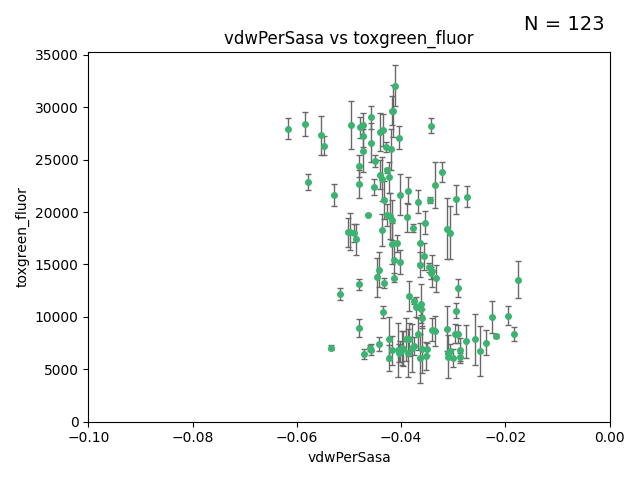 N = 123
vdwPerSasa vs toxgreen_fluor
35000
30000
25000
20000
15000
10000
5000
0
toxgreen_fluor
−0.10 −0.08 −0.06 −0.04 −0.02 0.00
vdwPerSasa